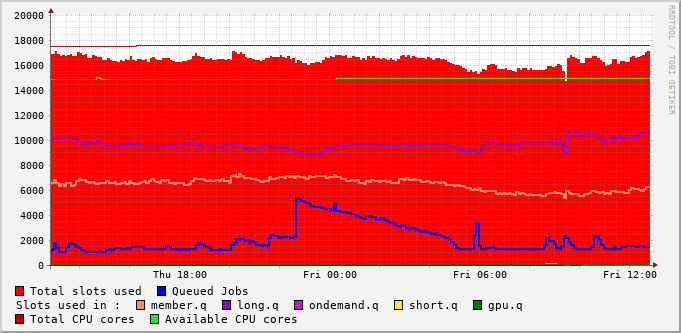 20000
18000
16000
14000
12000
10000
8000
6000
4000
2000
0
Thu 18:00 Fri 00:00 Fri 06:00 Fri 12:00
RRDTOOL / TOBI OETIKER
Total slots used Queued Jobs
Slots used in : member.q long.q ondemand.q short.q gpu.q
Total CPU cores Available CPU cores